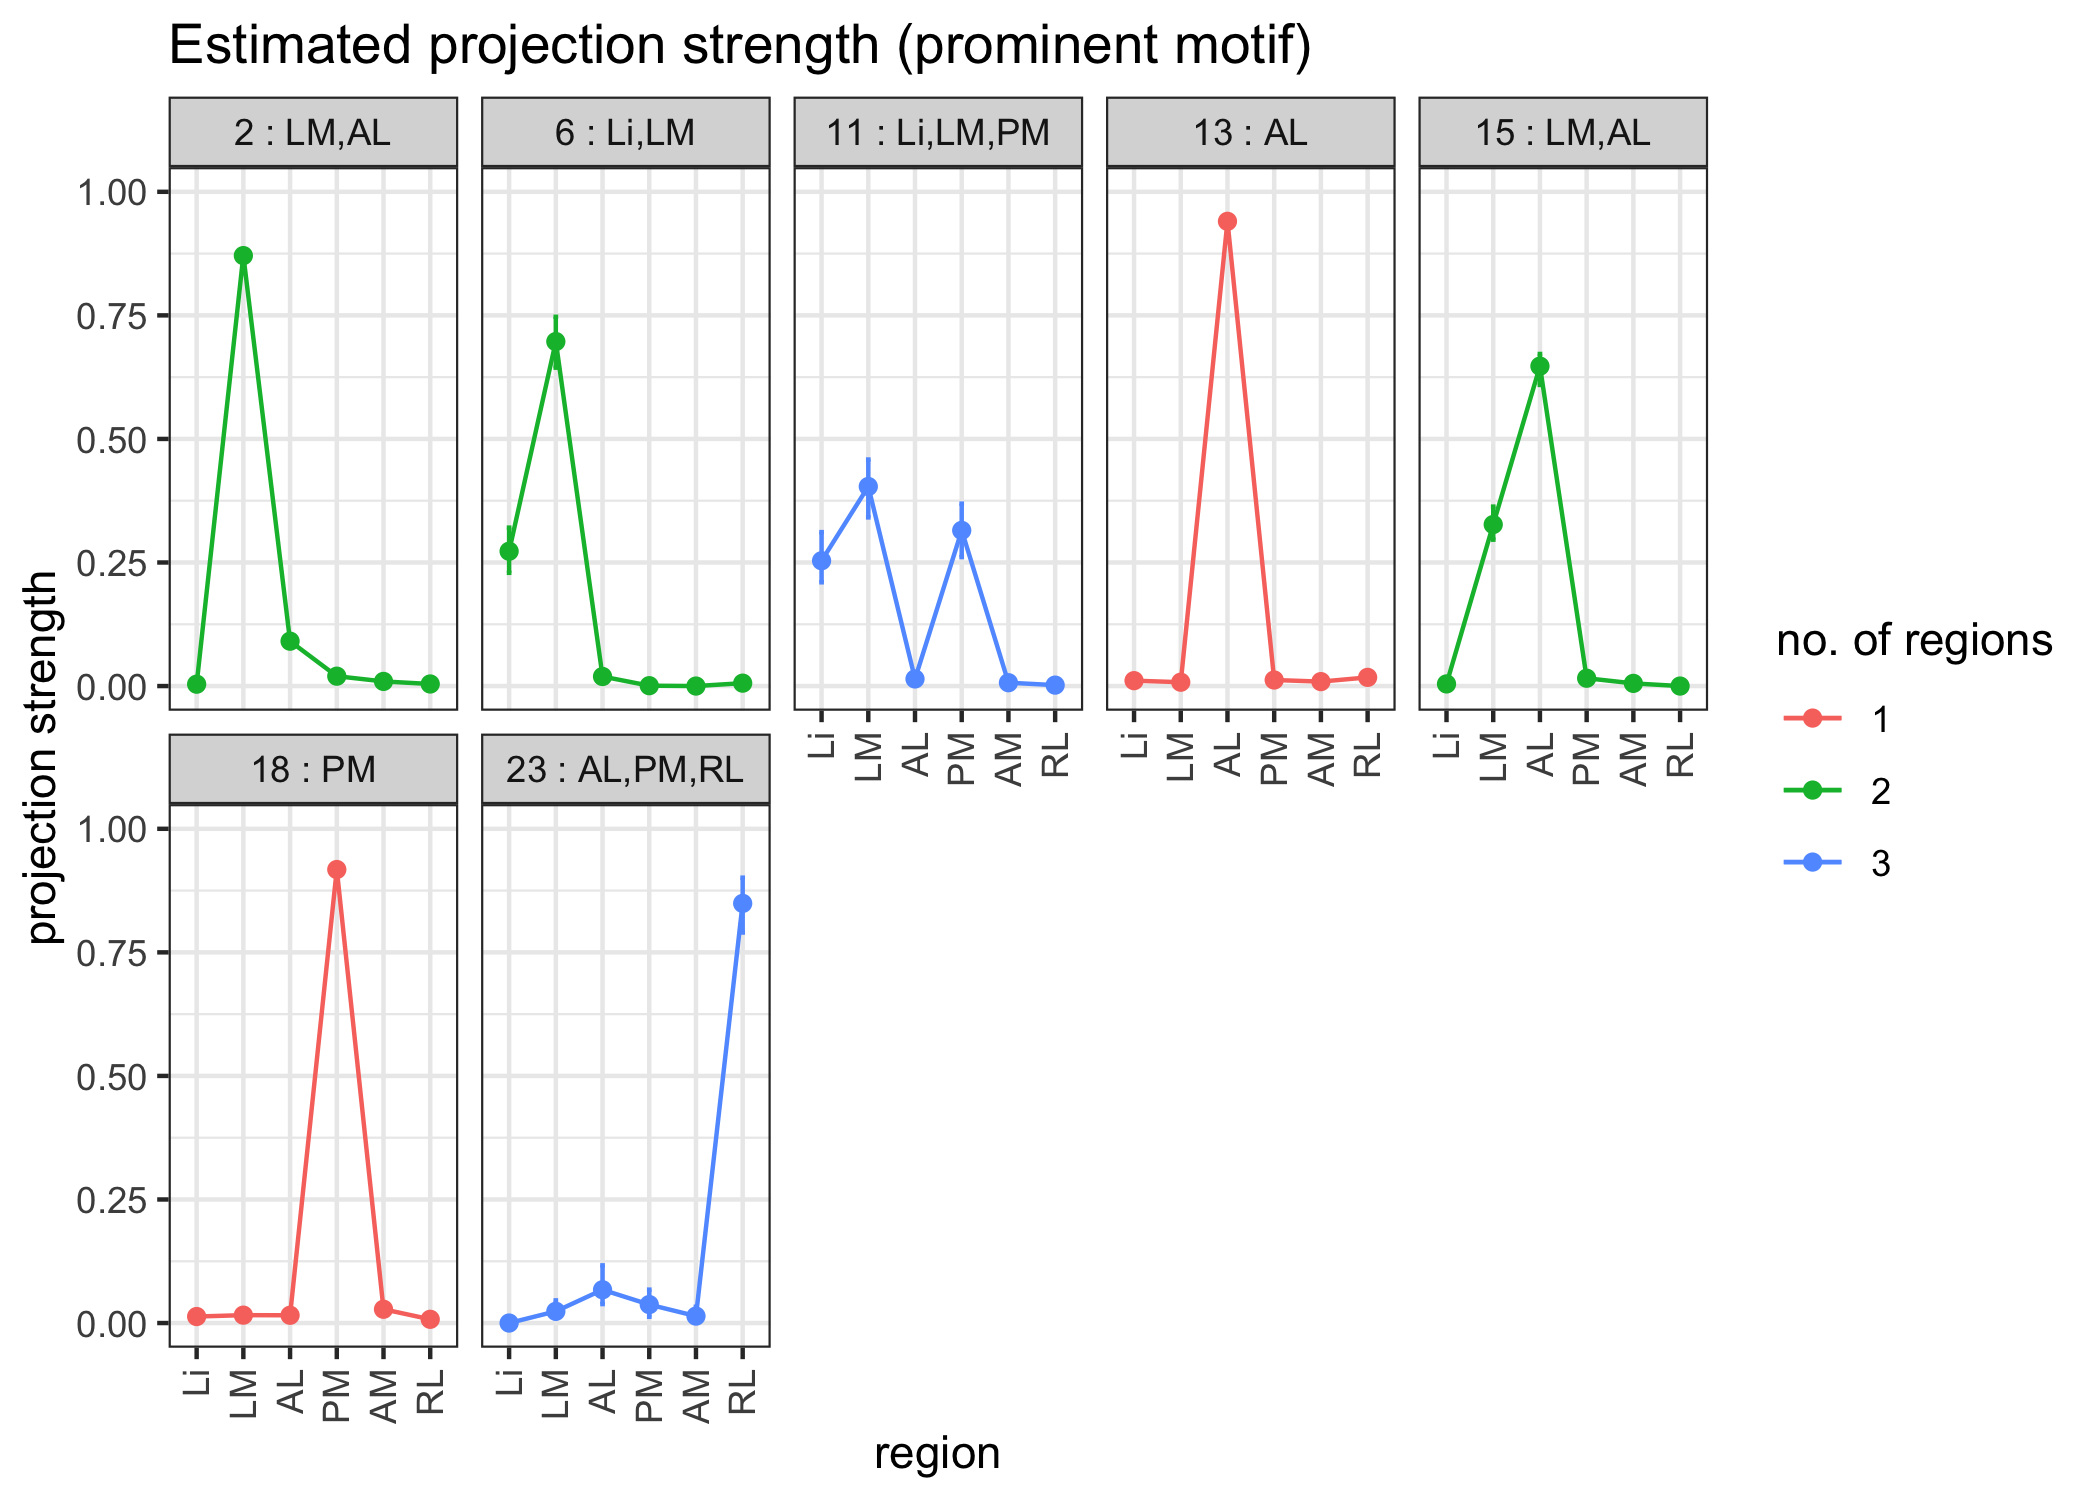 Estimated projection strength (prominent motif)
2 : LM,AL
6 : Li,LM
11 : Li,LM,PM
13 : AL
15 : LM,AL
1.00
0.75
0.50
0.25
0.00
Li
LM
AL
PM
AM
RL
Li
LM
AL
PM
AM
RL
Li
LM
AL
PM
AM
RL
18 : PM
23 : AL,PM,RL
1.00
0.75
0.50
0.25
0.00
Li
LM
AL
PM
AM
RL
Li
LM
AL
PM
AM
RL
region
projection strength
no. of regions
1
2
3